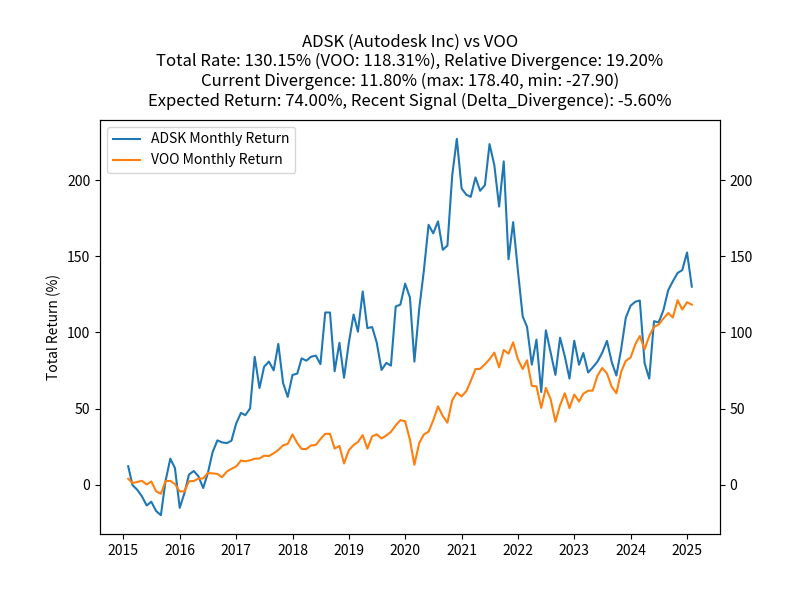 ADSK (Autodesk Inc) vs VOO
Total Rate: 130.15% (VOO: 118.31%), Relative Divergence: 19.20%
Current Divergence: 11.80% (max: 178.40, min: -27.90)
Expected Return: 74.00%, Recent Signal (Delta_Divergence): -5.60%
ADSK Monthly Return
VOO Monthly Return
Total Return (%)
200
150
100
50
0
200
150
100
50
0
2015 2016 2017 2018 2019 2020 2021 2022 2023 2024 2025